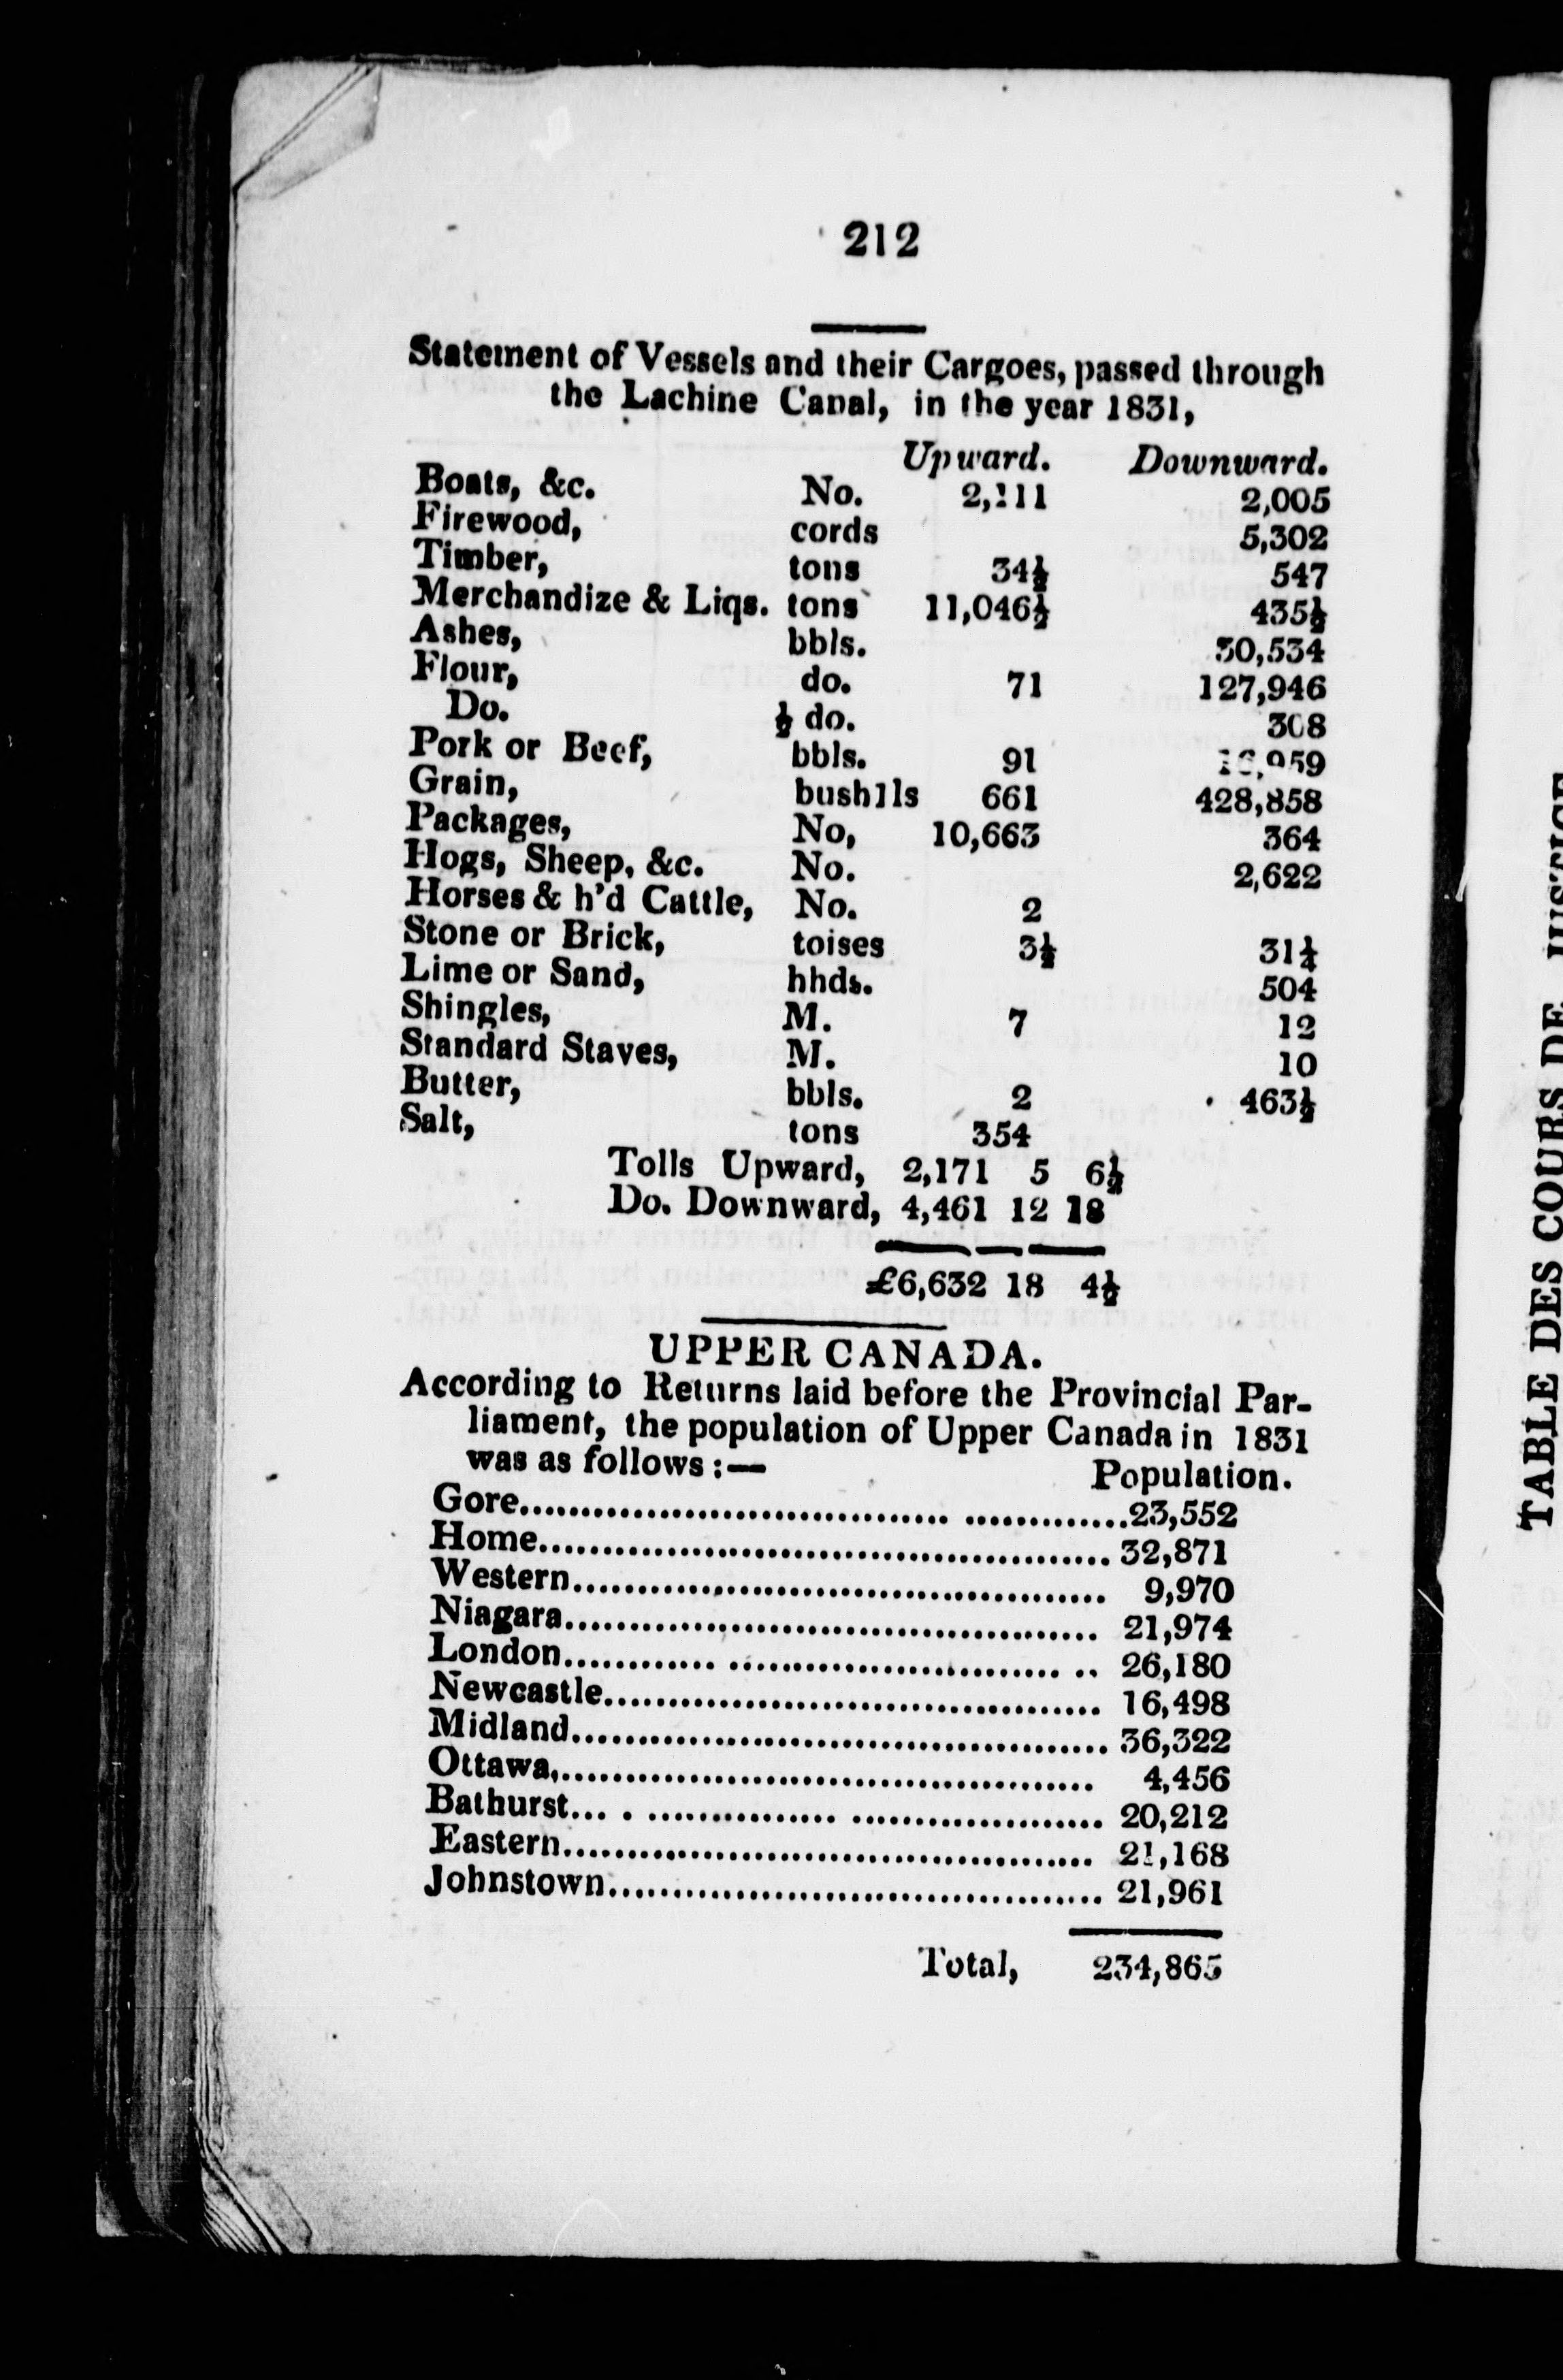 212
Statement of Vessels and their Cargoes, passed through
the Lachine Canal, in the year 1831,
Upward. Downward.
Boats, &c. No. 2,111 2,005
Firewood, cords 5,302
Timber, tons 34½ 547
Merchandize & Liqs. tons 11,046½ 435½
Ashes, bbls. 30,534
Flour, do. 71 127,946
Do. ½ do. 308
Pork or Beef, bbls. 91
Grain, bush1ls 661 428,858
Packages, No, 10,663 364
Hogs, Sheep, &c. No. 2,622
Horses & h'd Cattle, No. 2
Stone or Brick, toises 3½ 31¼
Lime or Sand, hhds. 504
Shingles, M. 7 12
Standard Staves, M. 10
Butter, bbls. 2 463½
Salt, tons 354
Tolls Upward, 2,171 5 6½
Do. Downward, 4,461 12 18
£6,632 18 4½
UPPER CANADA.
According to Returns laid before the Provincial Par-
liament, the population of Upper Canada in 1831
was as follows:—
Population.
Gore 23,552
Home 32,871
Western 9,970
Niagara 21,974
London 26,180
Newcastle 16,498
Midland 36,322
Ottawa, 4,456
Bathurst 20,212
Eastern 21,168
Johnstown 21,961
Total, 234,865
TABLE DES COURS DE JUSTICE